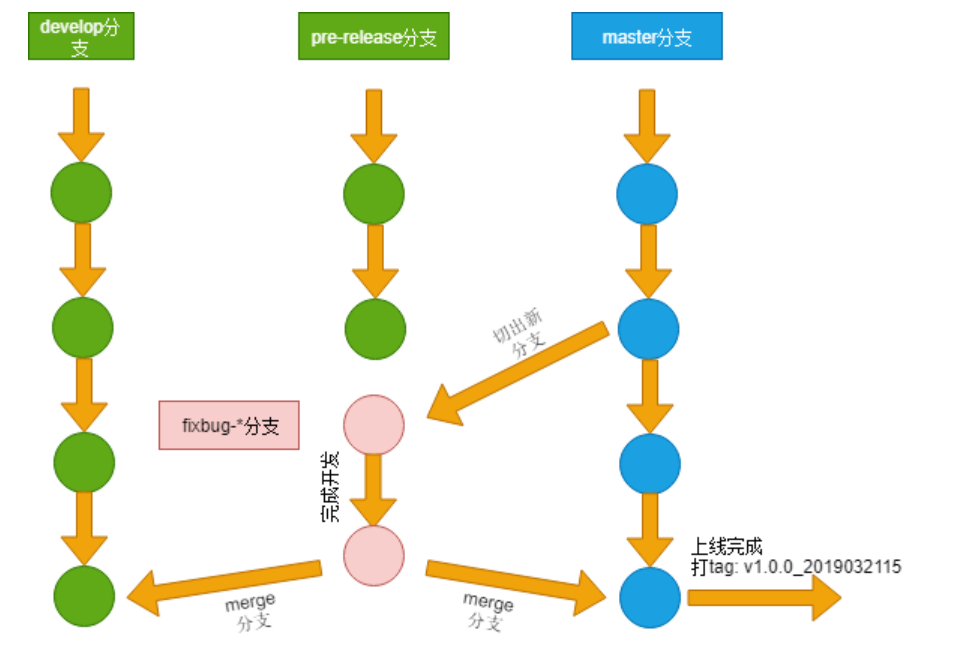 develop分
支
pre-release分支
master分支
切出新
分支
fixbug-*分支
完成开发
上线完成
打tag: v1.0.0_2019032115
merge
分支
merge
分支